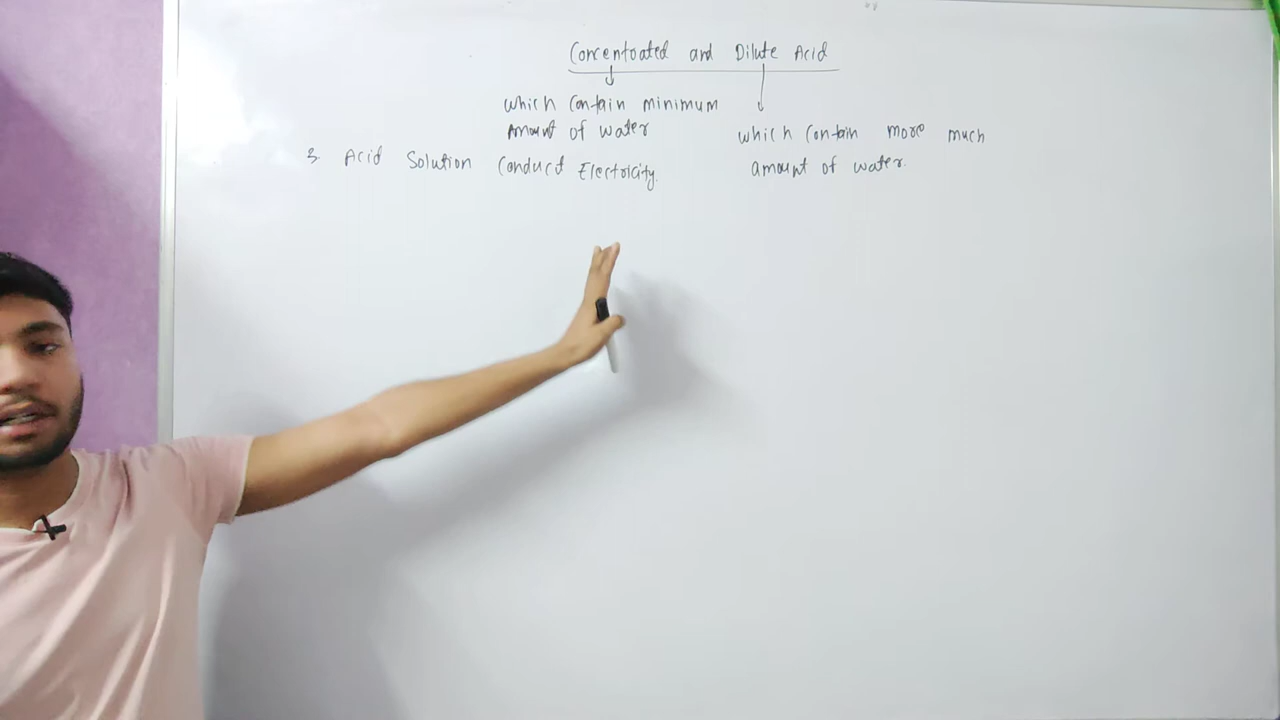 Concentrated and Dilute Acid
which contain minimum
Amount of water
which contain more much
amount of water.
3. Acid Solution Conduct Electricity.